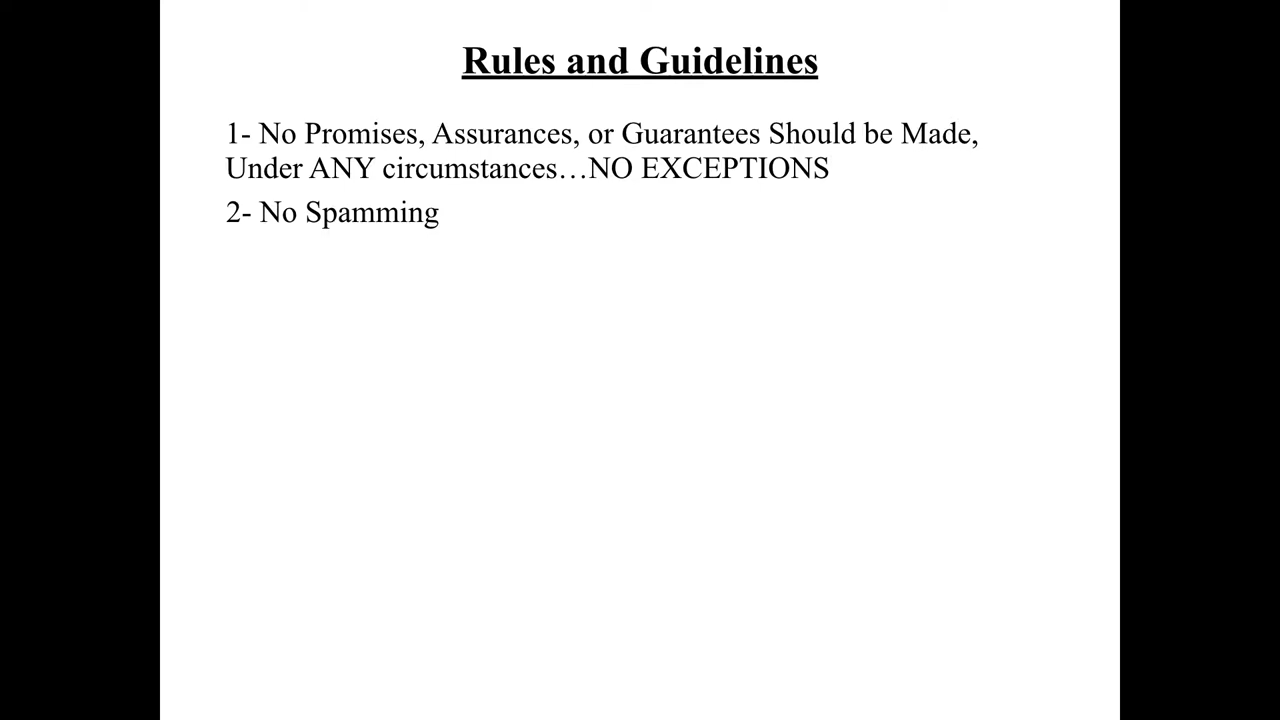 Rules and Guidelines
1- No Promises, Assurances, or Guarantees Should be Made,
Under ANY circumstances…NO EXCEPTIONS
2- No Spamming